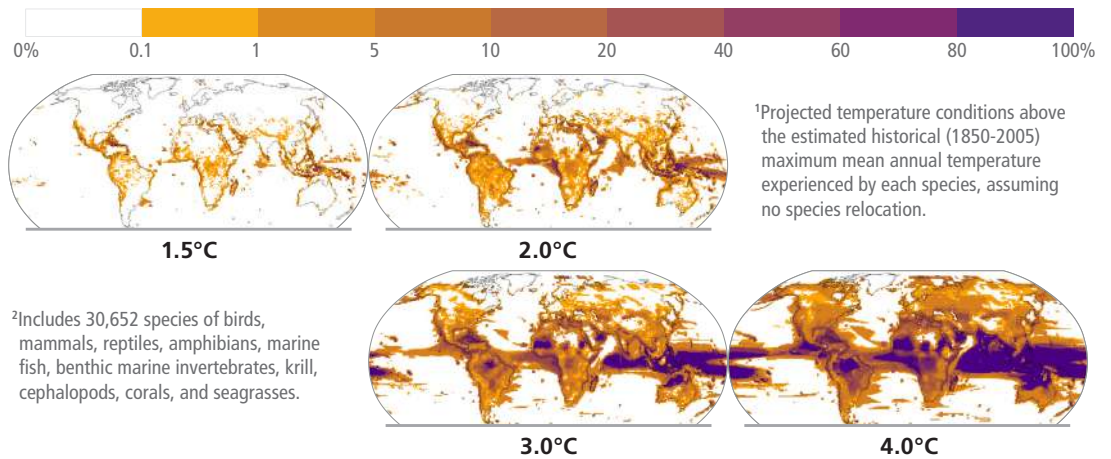 0% 0.1 1 5 10 20 40 60 80 100%
¹Projected temperature conditions above
the estimated historical (1850-2005)
maximum mean annual temperature
experienced by each species, assuming
no species relocation.
1.5°C
2.0°C
²Includes 30,652 species of birds,
mammals, reptiles, amphibians, marine
fish, benthic marine invertebrates, krill,
cephalopods, corals, and seagrasses.
3.0°C
4.0°C